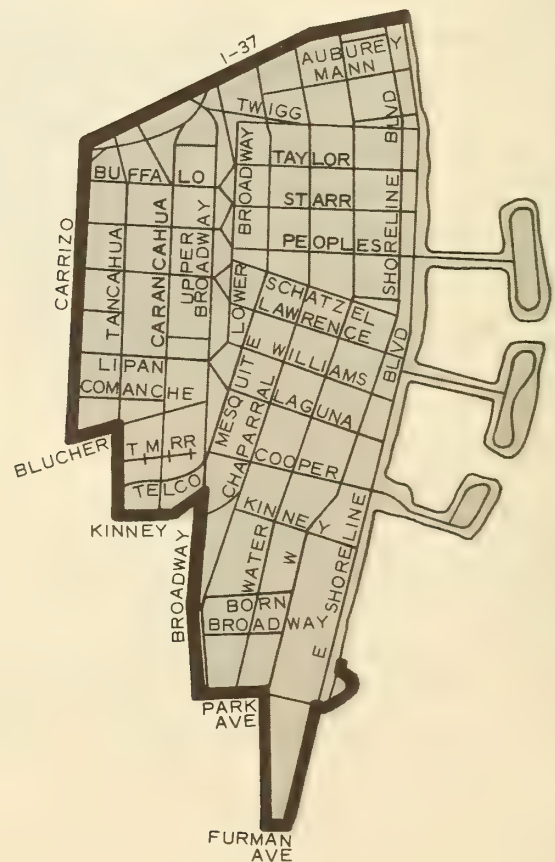 I-37
AUBUREY
MANN
TWIGG
TAYLOR
BUFFALO
STARR
PEOPLES
BROADWAY
LOWER
UPPER
BROADWAY
CARANCAHUA
TANCAHUA
CARRIZO
SHORELINE
BLVD
SCHATZEL
LAWRENCE
WILLIAMS
LAGUNA
MESQUITE
CHAPARRAL
LIPAN
COMANCHE
BLUCHER
T M RR
TELCO
COOPER
KINNEY
KINNEY
WATER
BROADWAY
BORN
BROADWAY
W
E SHORELINE
BLVD
PARK
AVE
FURMAN
AVE